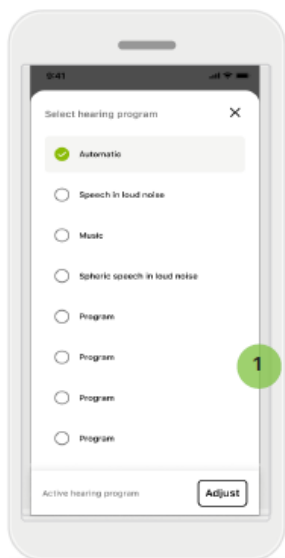 9:41
Select hearing program
Automatic
Speech in loud noise
Music
Spheric speech in loud noise
Program
Program
1
Program
Program
Active hearing program
Adjust